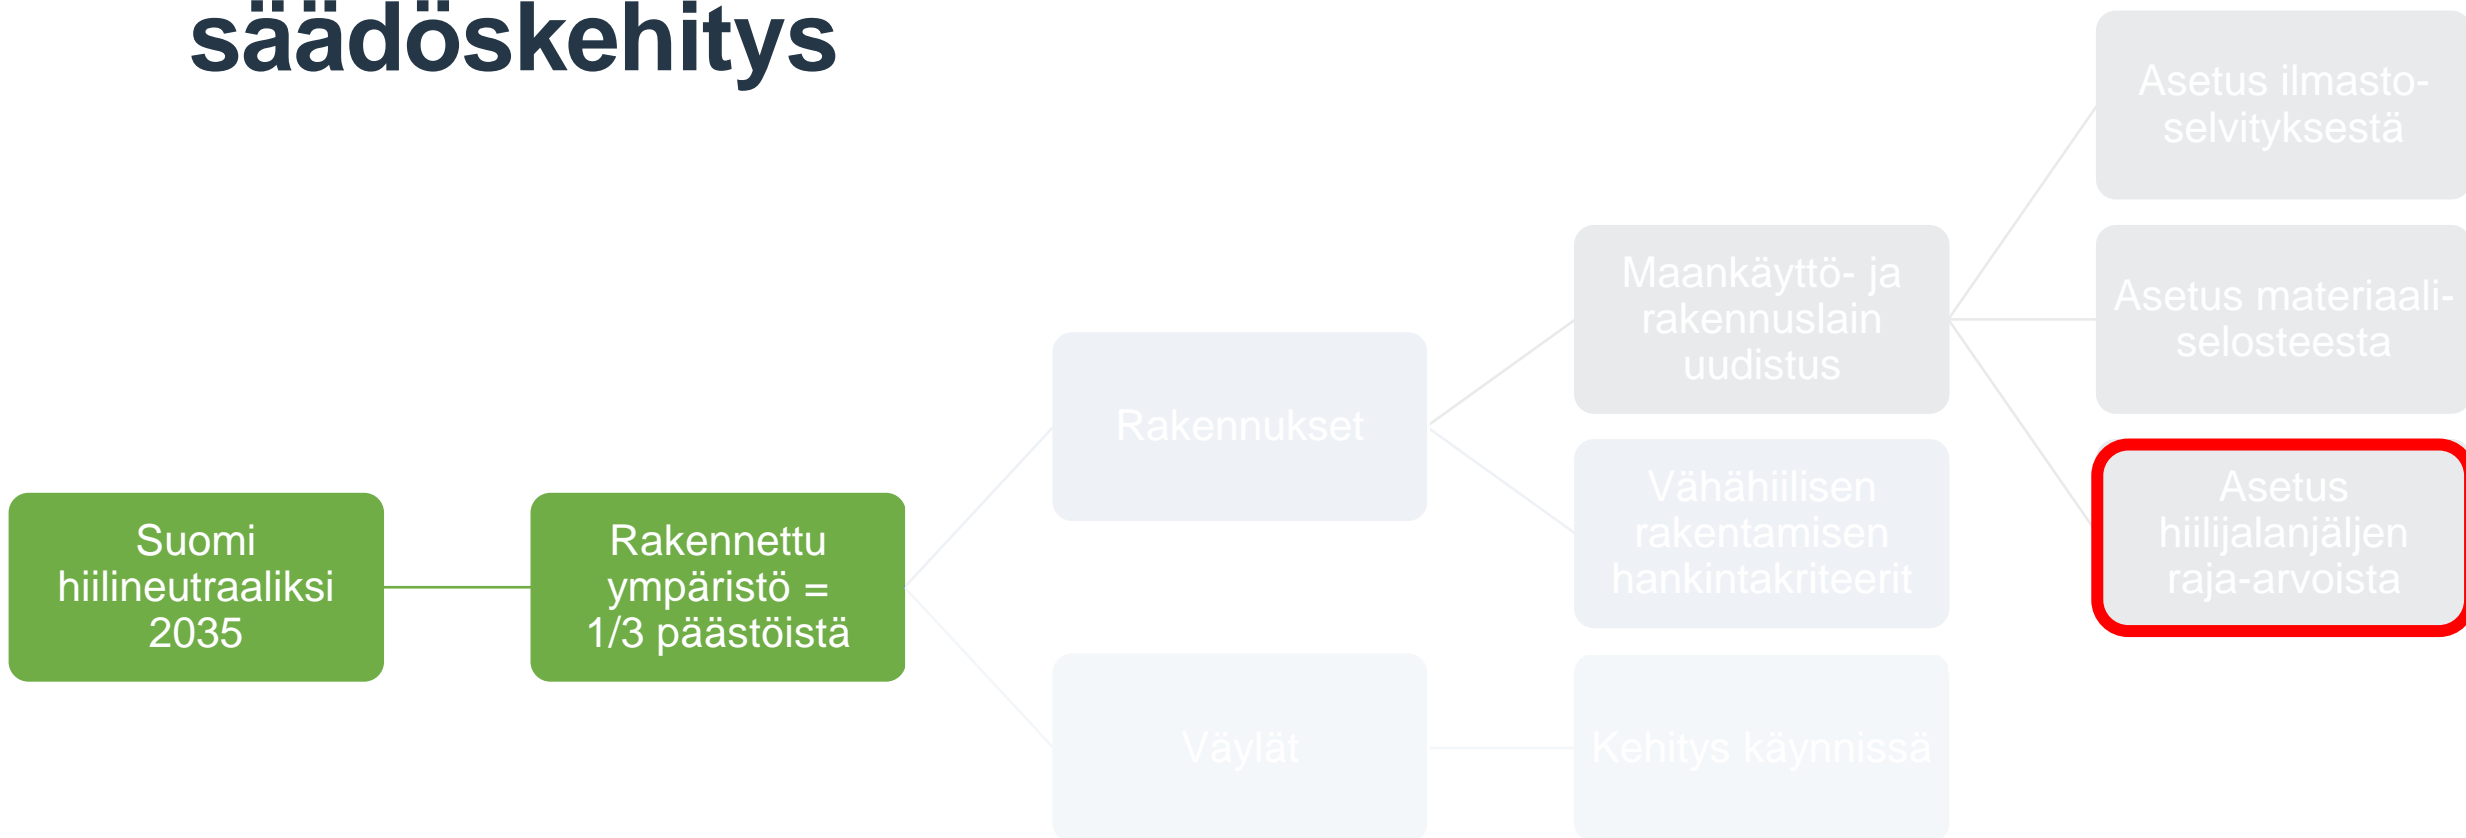 säädöskehitys
Suomi
hiilineutraaliksi
2035
Rakennettu
ympäristö =
1/3 päästöistä
Rakennukset
Väylät
Maankäyttö- ja
rakennuslain
uudistus
Vähähiilisen
rakentamisen
hankintakriteerit
Kehitys käynnissä
Asetus ilmasto-
selvityksestä
Asetus materiaali-
selosteesta
Asetus
hiilijalanjäljen
raja-arvoista